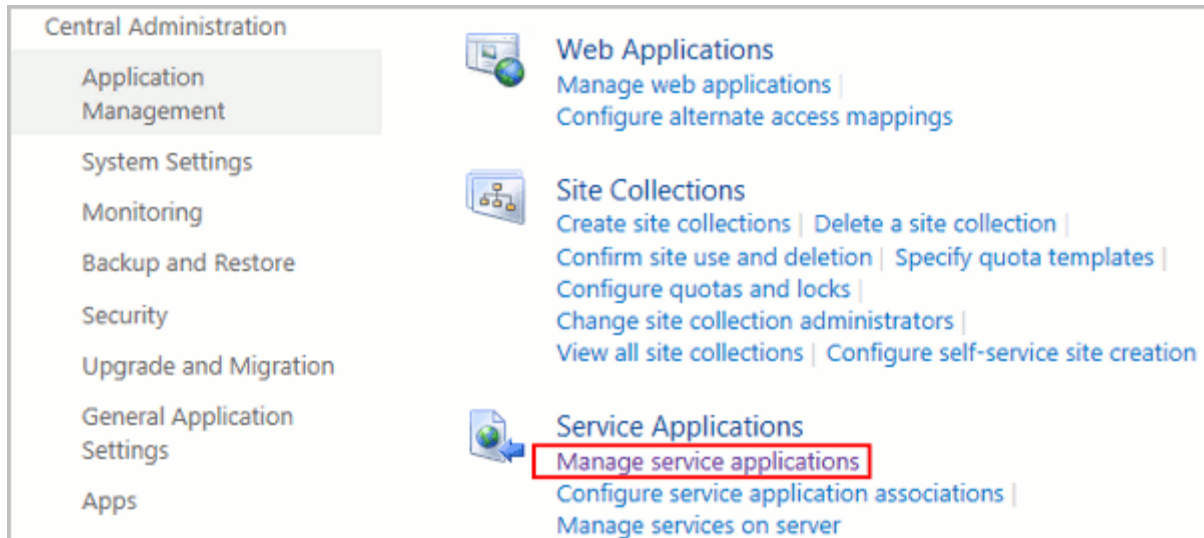 Central Administration
Application
Management
System Settings
Monitoring
Backup and Restore
Security
Upgrade and Migration
General Application
Settings
Apps
Web Applications
Manage web applications |
Configure alternate access mappings
Site Collections
Create site collections | Delete a site collection |
Confirm site use and deletion | Specify quota templates |
Configure quotas and locks |
Change site collection administrators |
View all site collections | Configure self-service site creation
Service Applications
Manage service applications
Configure service application associations |
Manage services on server